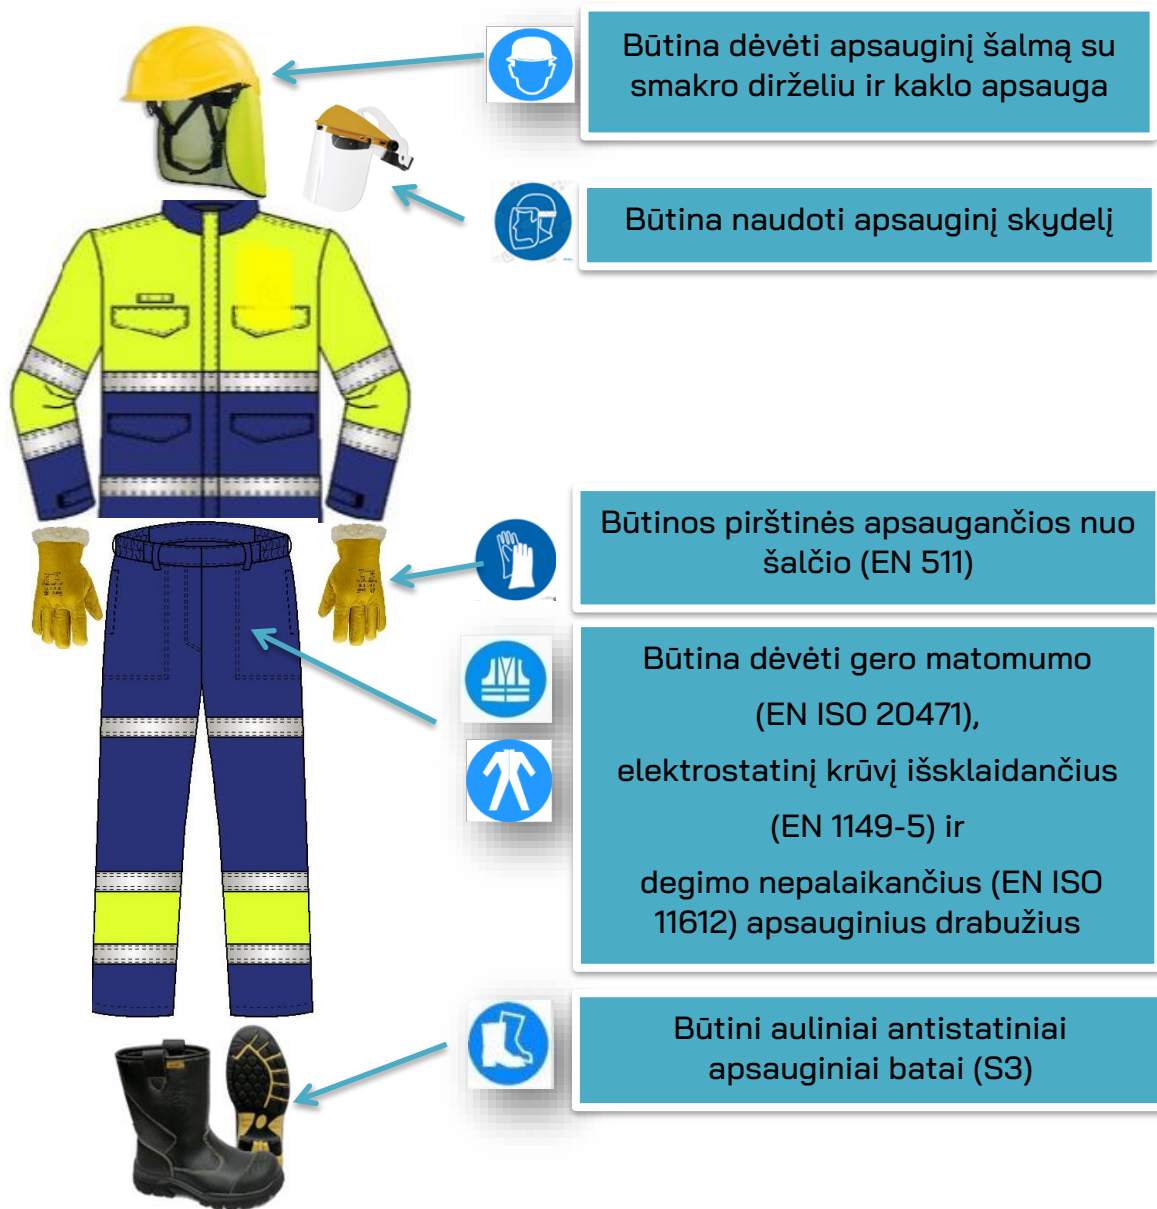 Būtina dėvėti apsauginį šalmą su
smakro dirželiu ir kaklo apsauga
Būtina naudoti apsauginį skydelį
Būtinos pirštinės apsaugančios nuo
šalčio (EN 511)
Būtina dėvėti gero matomumo
(EN ISO 20471),
elektrostatinį krūvį išsklaidančius
(EN 1149-5) ir
degimo nepalaikančius (EN ISO
11612) apsauginius drabužius
Būtini auliniai antistatiniai
apsauginiai batai (S3)